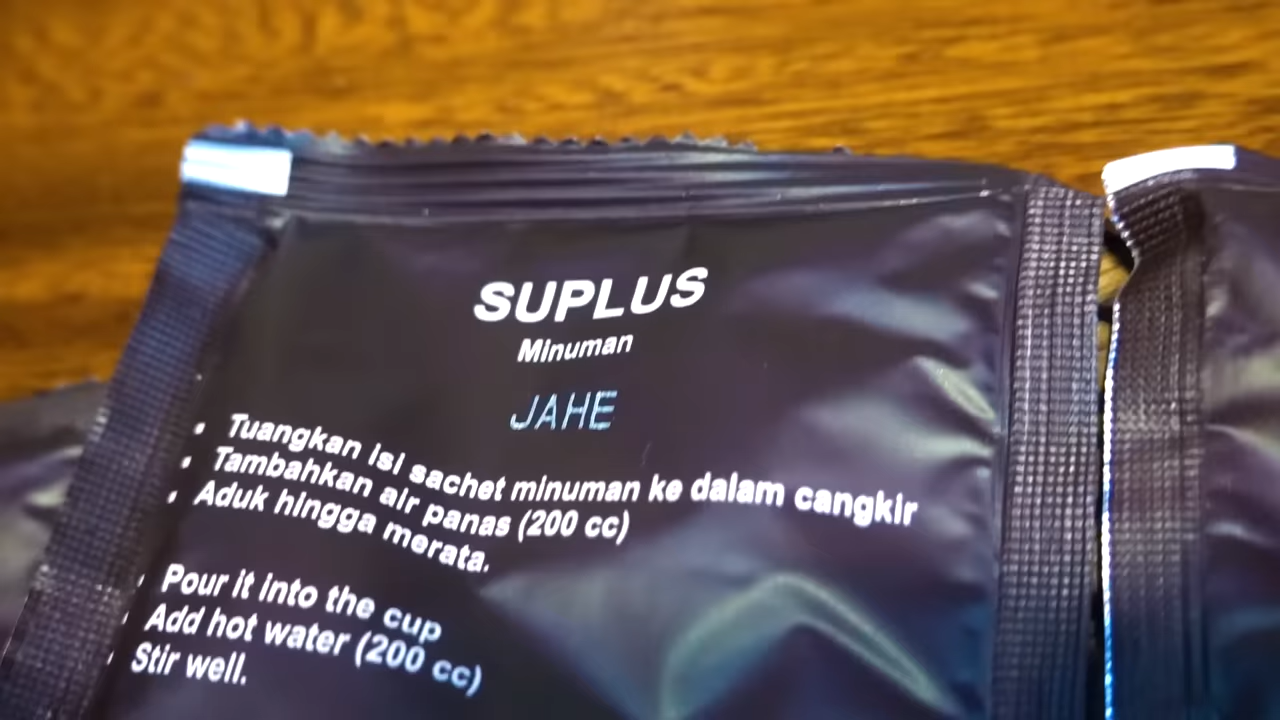 SUPLUS
Minuman
JAHE
• Tuangkan isi sachet minuman ke dalam cangkir
• Tambahkan air panas (200 cc)
• Aduk hingga merata.
• Pour it into the cup
• Add hot water (200 cc)
• Stir well.